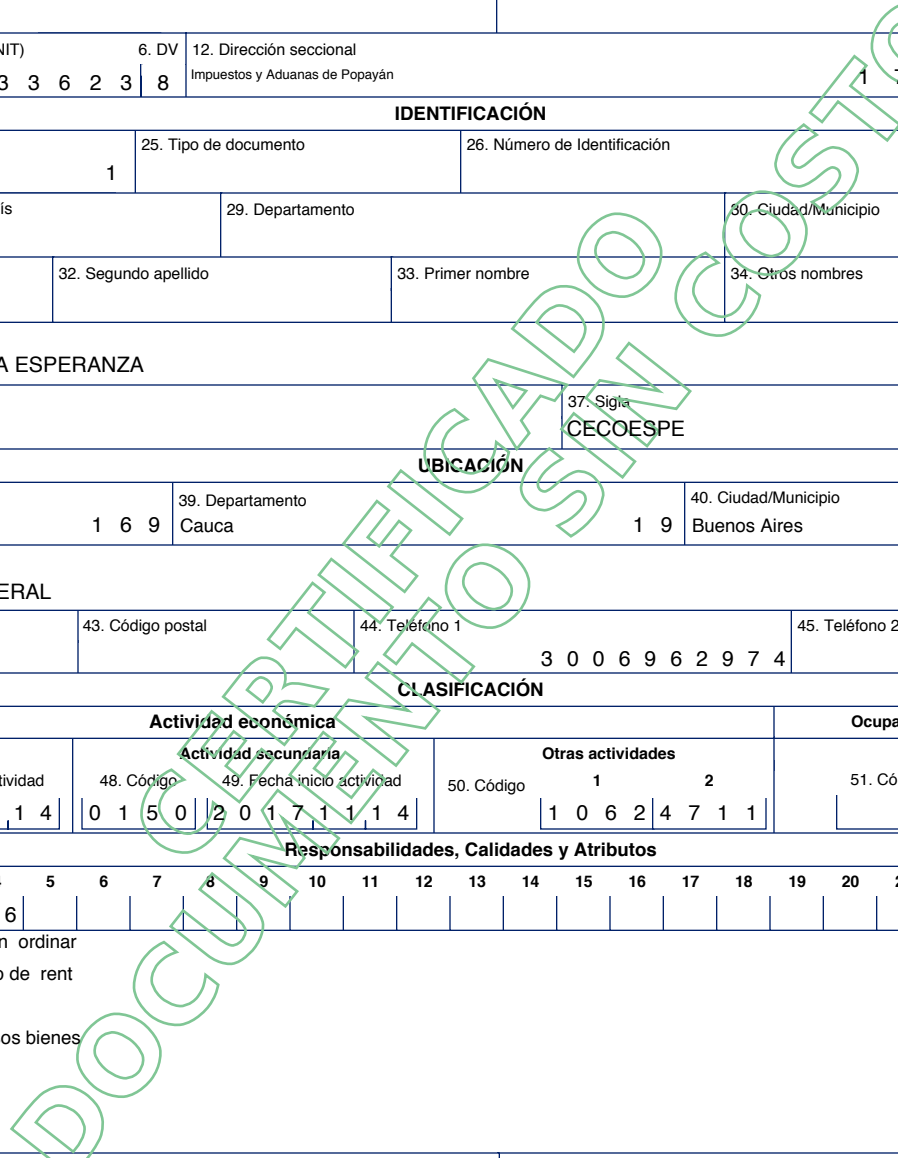 NIT) 6. DV 12. Dirección seccional
3 3 6 2 3 8 Impuestos y Aduanas de Popayán 1
IDENTIFICACIÓN
25. Tipo de documento 26. Número de Identificación
1
ís 29. Departamento 30. Ciudad/Municipio
32. Segundo apellido 33. Primer nombre 34. Otros nombres
A ESPERANZA
37. Sigla
CECOESPE
UBICACIÓN
39. Departamento 40. Ciudad/Municipio
1 6 9 Cauca 1 9 Buenos Aires
ERAL
43. Código postal 44. Teléfono 1 45. Teléfono 2
3 0 0 6 9 6 2 9 7 4
CLASIFICACIÓN
Actividad económica Ocupa
Actividad secundaria Otras actividades
tividad 48. Código 49. Fecha inicio actividad 50. Código 1 2 51. Có
1 4 0 1 5 0 2 0 1 7 1 1 1 4 1 0 6 2 4 7 1 1
Responsabilidades, Calidades y Atributos
5 6 7 8 9 10 11 12 13 14 15 16 17 18 19 20
6
n ordinar
o de rent
os bienes
CERTIFICADO
DOCUMENTO SIN COSTO